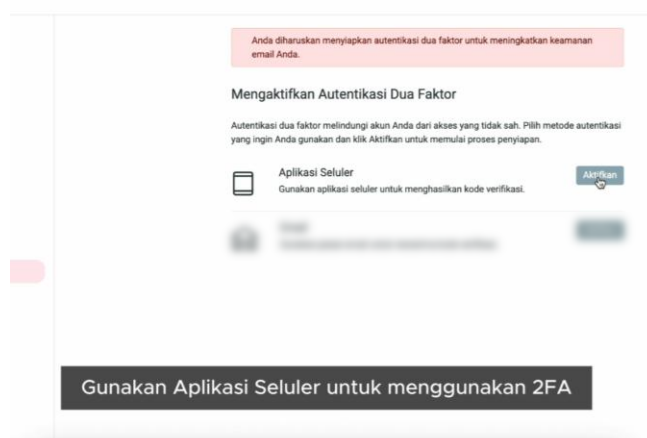 Anda diharuskan menyiapkan autentikasi dua faktor untuk meningkatkan keamanan
email Anda.
Mengaktifkan Autentikasi Dua Faktor
Autentikasi dua faktor melindungi akun Anda dari akses yang tidak sah. Pilih metode autentikasi
yang ingin Anda gunakan dan klik Aktifkan untuk memulai proses penyiapan.
Aplikasi Seluler
Aktifkan
Gunakan aplikasi seluler untuk menghasilkan kode verifikasi.
Gunakan Aplikasi Seluler untuk menggunakan 2FA